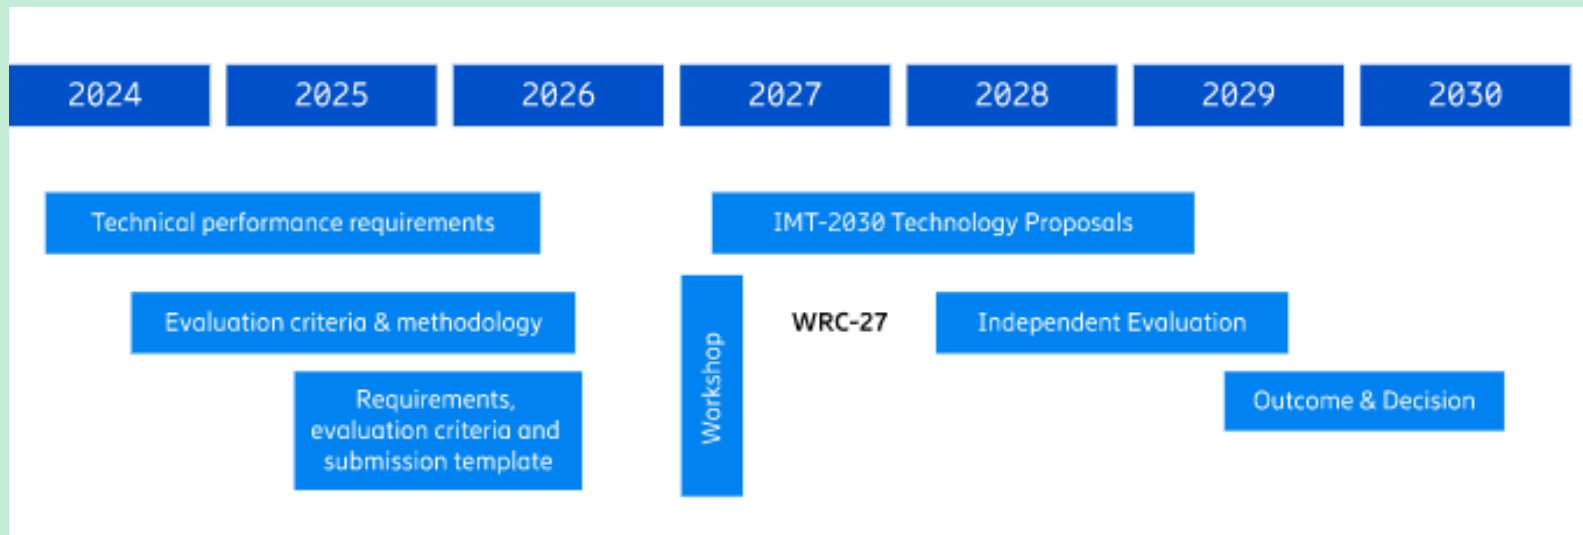 2024 2025 2026 2027 2028 2029 2030
Technical performance requirements
IMT-2030 Technology Proposals
Evaluation criteria & methodology
WRC-27
Independent Evaluation
Requirements,
evaluation criteria and
submission template
Workshop
Outcome & Decision